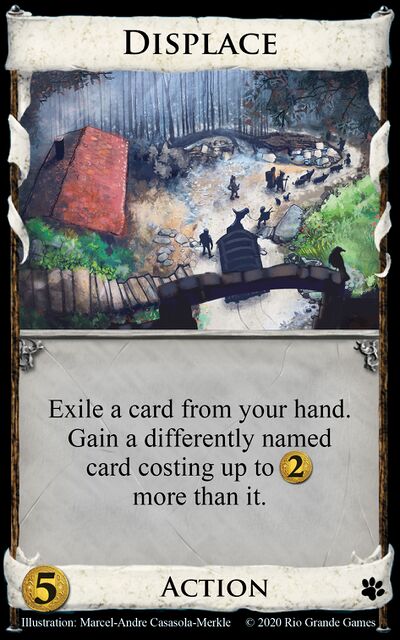 DISPLACE
Exile a card from your hand.
Gain a differently named
card costing up to 2
more than it.
5 ACTION
Illustration: Marcel-Andre Casasola-Merkle © 2020 Rio Grande Games